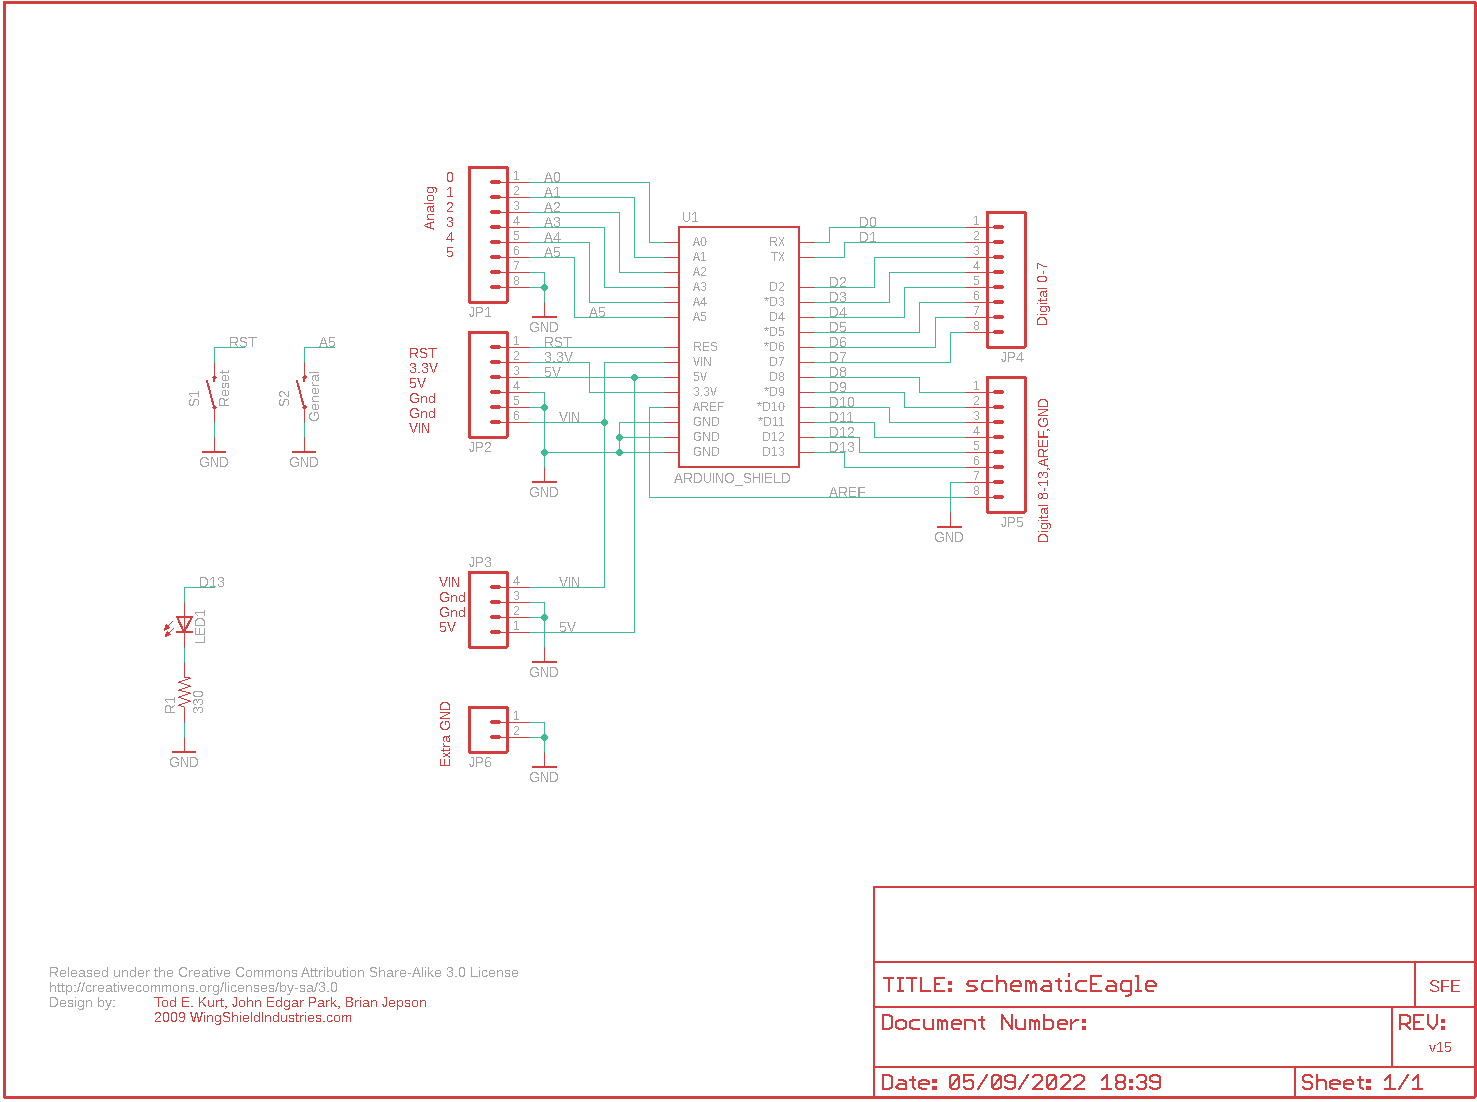 0
1
2
3
4
5
Analog
1
2
3
4
5
6
7
8
A0
A1
A2
A3
A4
A5
JP1
GND
A5
U1
A0
A1
A2
A3
A4
A5
RES
VIN
5V
3.3V
AREF
GND
GND
GND
RX
TX
D2
*D3
D4
*D5
*D6
D7
D8
*D9
*D10
*D11
D12
D13
ARDUINO_SHIELD
D0
D1
D2
D3
D4
D5
D6
D7
D8
D9
D10
D11
D12
D13
AREF
1
2
3
4
5
6
7
8
JP4
Digital 0-7
1
2
3
4
5
6
7
8
JP5
Digital 8-13,AREF,GND
GND
RST
3.3V
5V
Gnd
Gnd
VIN
1
2
3
4
5
6
RST
3.3V
5V
VIN
JP2
GND
RST
S1
Reset
GND
A5
S2
General
GND
JP3
VIN
Gnd
Gnd
5V
4
3
2
1
VIN
5V
GND
D13
LED1
R1
330
GND
Extra GND
1
2
JP6
GND
Released under the Creative Commons Attribution Share-Alike 3.0 License
http://creativecommons.org/licenses/by-sa/3.0
Design by: Tod E. Kurt, John Edgar Park, Brian Jepson
2009 WingShieldIndustries.com
TITLE: schematicEagle
SFE
Document Number:
REV:
v15
Date: 05/09/2022 18:39
Sheet: 1/1